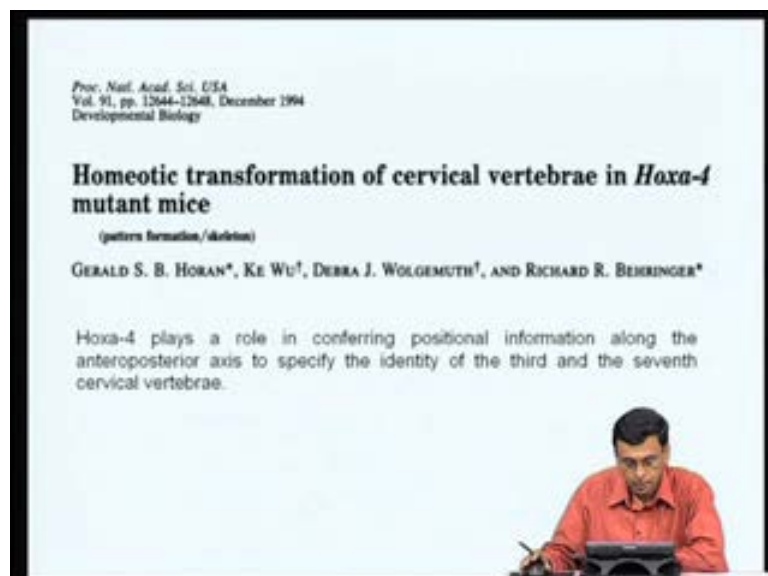 Proc. Natl. Acad. Sci. USA
Vol. 91, pp. 12644-12648, December 1994
Developmental Biology
Homeotic transformation of cervical vertebrae in Hoxa-4
mutant mice
(pattern formation/skeleton)
GERALD S. B. HORAN*, KE WU†, DEBRA J. WOLGEMUTH†, AND RICHARD R. BEHRINGER*
Hoxa-4 plays a role in conferring positional information along the
anteroposterior axis to specify the identity of the third and the seventh
cervical vertebrae.